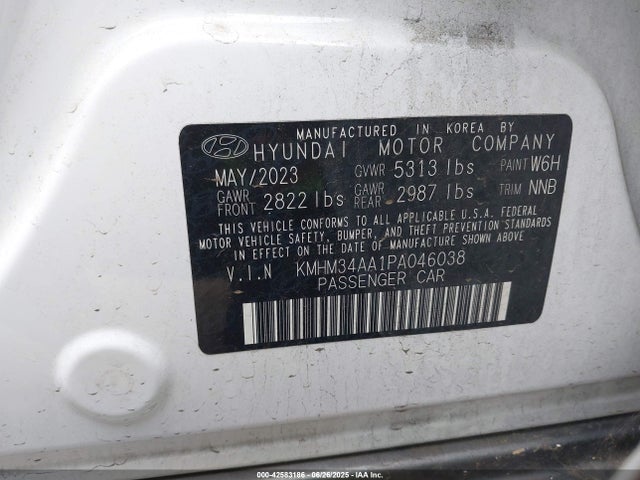 MANUFACTURED IN KOREA BY
HYUNDAI MOTOR COMPANY
MAY/2023 GVWR 5313 lbs PAINT W6H
GAWR FRONT 2822 lbs GAWR REAR 2987 lbs TRIM NNB
THIS VEHICLE CONFORMS TO ALL APPLICABLE U.S.A. FEDERAL
MOTOR VEHICLE SAFETY, BUMPER, AND THEFT PREVENTION STANDARDS
IN EFFECT ON THE DATE OF MANUFACTURE SHOWN ABOVE.
V.I.N KMHM34AA1PA046038
PASSENGER CAR
000-42583186 - 06/26/2025 - IAA Inc.